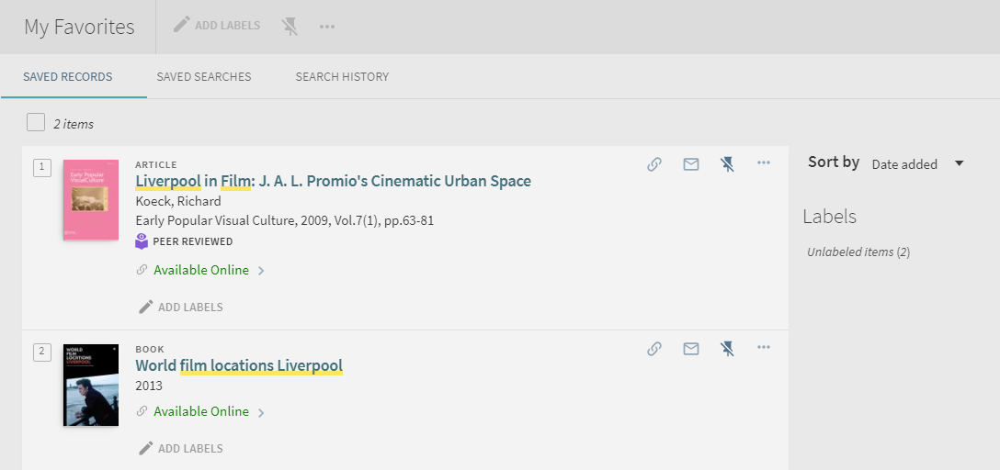 My Favorites
ADD LABELS
SAVED RECORDS SAVED SEARCHES SEARCH HISTORY
2 items
1
Early Popular
VisualCulture
ARTICLE
Liverpool in Film: J. A. L. Promio's Cinematic Urban Space
Koeck, Richard
Early Popular Visual Culture, 2009, Vol.7(1), pp.63-81
PEER REVIEWED
Available Online
ADD LABELS
2
WORLD
FILM
LOCATIONS
LIVERPOOL
BOOK
World film locations Liverpool
2013
Available Online
ADD LABELS
Sort by Date added
Labels
Unlabeled items (2)